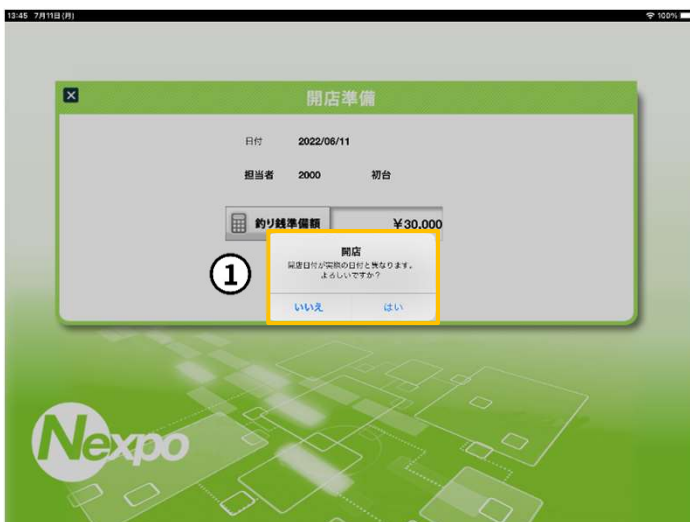 13:45 7月11日(月)
100%
開店準備
日付 2022/06/11
担当者 2000 初台
釣り銭準備額 ¥30,000
①
開店
開店日付が実際の日付と異なります。
よろしいですか?
いいえ はい
Nexpo